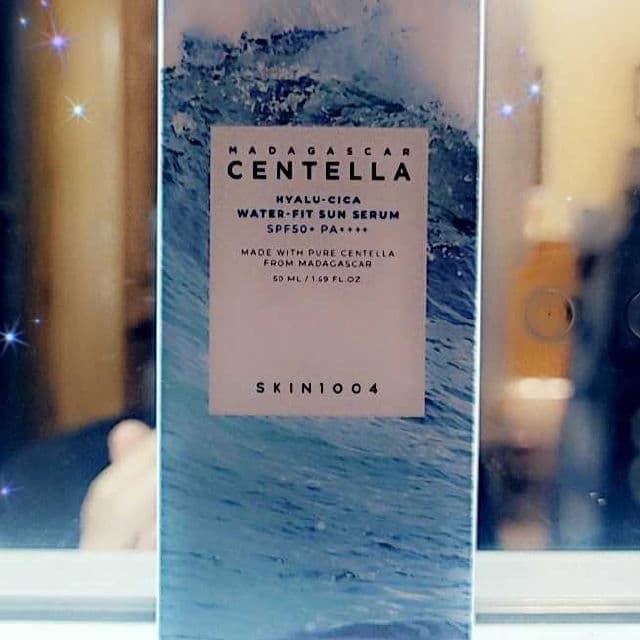 MADAGASCAR
CENTELLA
HYALU-CICA
WATER-FIT SUN SERUM
SPF50+ PA++++
MADE WITH PURE CENTELLA
FROM MADAGASCAR
50 ML / 1.69 FL.OZ
SKIN1004